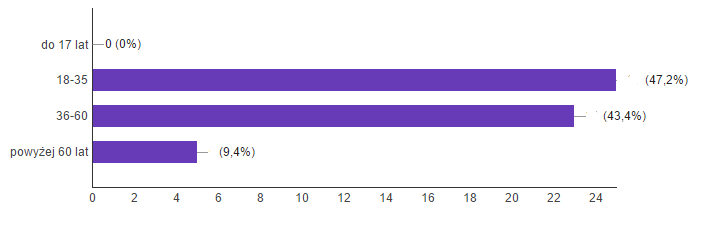 do 17 lat 0 (0%)
18-35 (47,2%)
36-60 (43,4%)
powyżej 60 lat (9,4%)
0 2 4 6 8 10 12 14 16 18 20 22 24